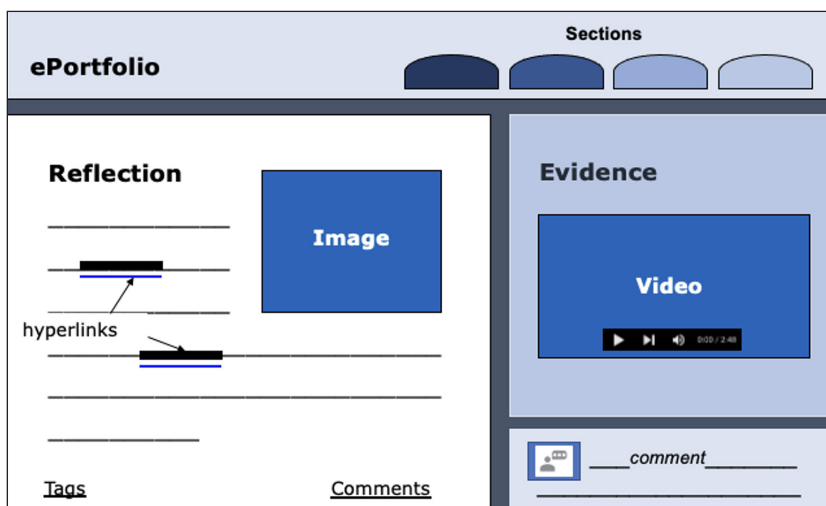 Sections
ePortfolio
Reflection
Image
hyperlinks
Tags
Comments
Evidence
Video
0:00 / 2:48
comment